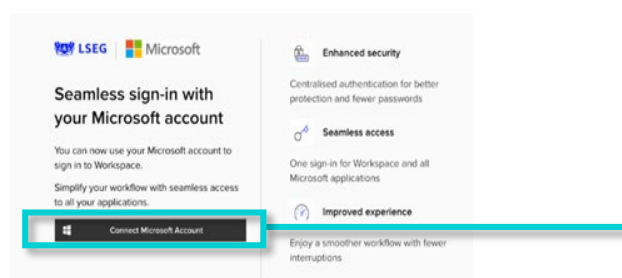 LSEG Microsoft
Seamless sign-in with
your Microsoft account
You can now use your Microsoft account to
sign in to Workspace.
Simplify your workflow with seamless access
to all your applications.
Connect Microsoft Account
Enhanced security
Centralised authentication for better
protection and fewer passwords
Seamless access
One sign-in for Workspace and all
Microsoft applications
Improved experience
Enjoy a smoother workflow with fewer
interruptions